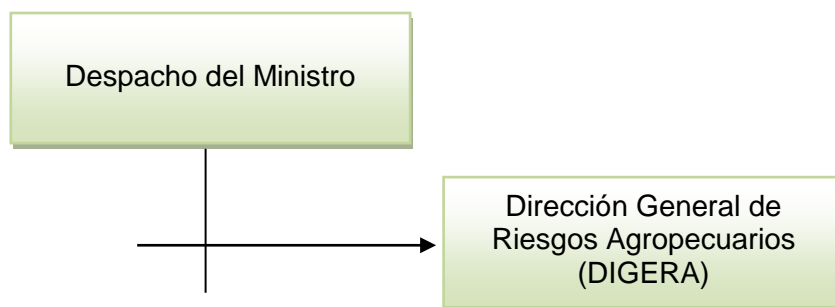 Despacho del Ministro
Dirección General de
Riesgos Agropecuarios
(DIGERA)